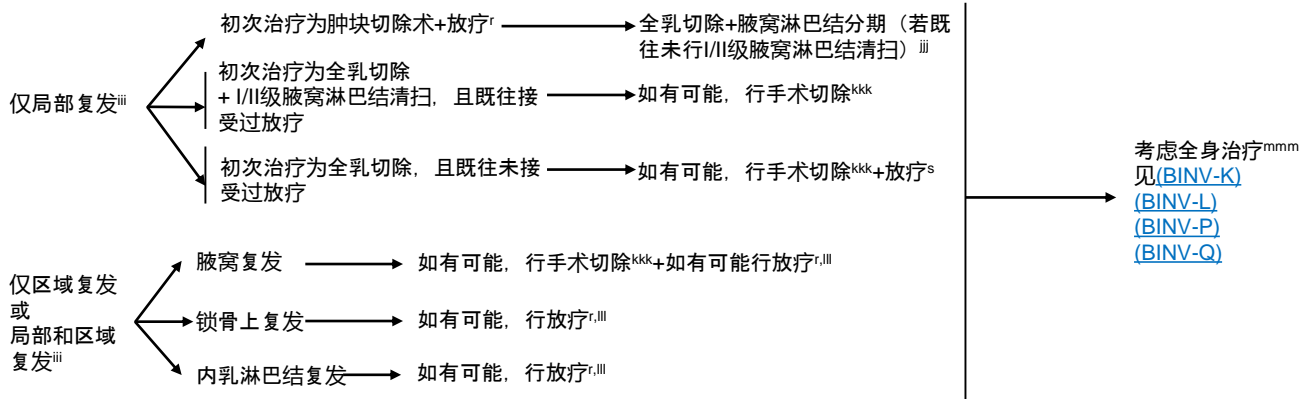 初次治疗为肿块切除术+放疗r
全乳切除+腋窝淋巴结分期（若既
往未行I/II级腋窝淋巴结清扫）jjj
仅局部复发iii
初次治疗为全乳切除
+ I/II级腋窝淋巴结清扫，且既往接
受过放疗
如有可能，行手术切除kkk
初次治疗为全乳切除，且既往未接
受过放疗
如有可能，行手术切除kkk+放疗s
仅区域复发
或
局部和区域
复发iii
腋窝复发
如有可能，行手术切除kkk+如有可能行放疗r,lll
锁骨上复发
如有可能，行放疗r,lll
内乳淋巴结复发
如有可能，行放疗r,lll
考虑全身治疗mmm
见(BINV-K)
(BINV-L)
(BINV-P)
(BINV-Q)